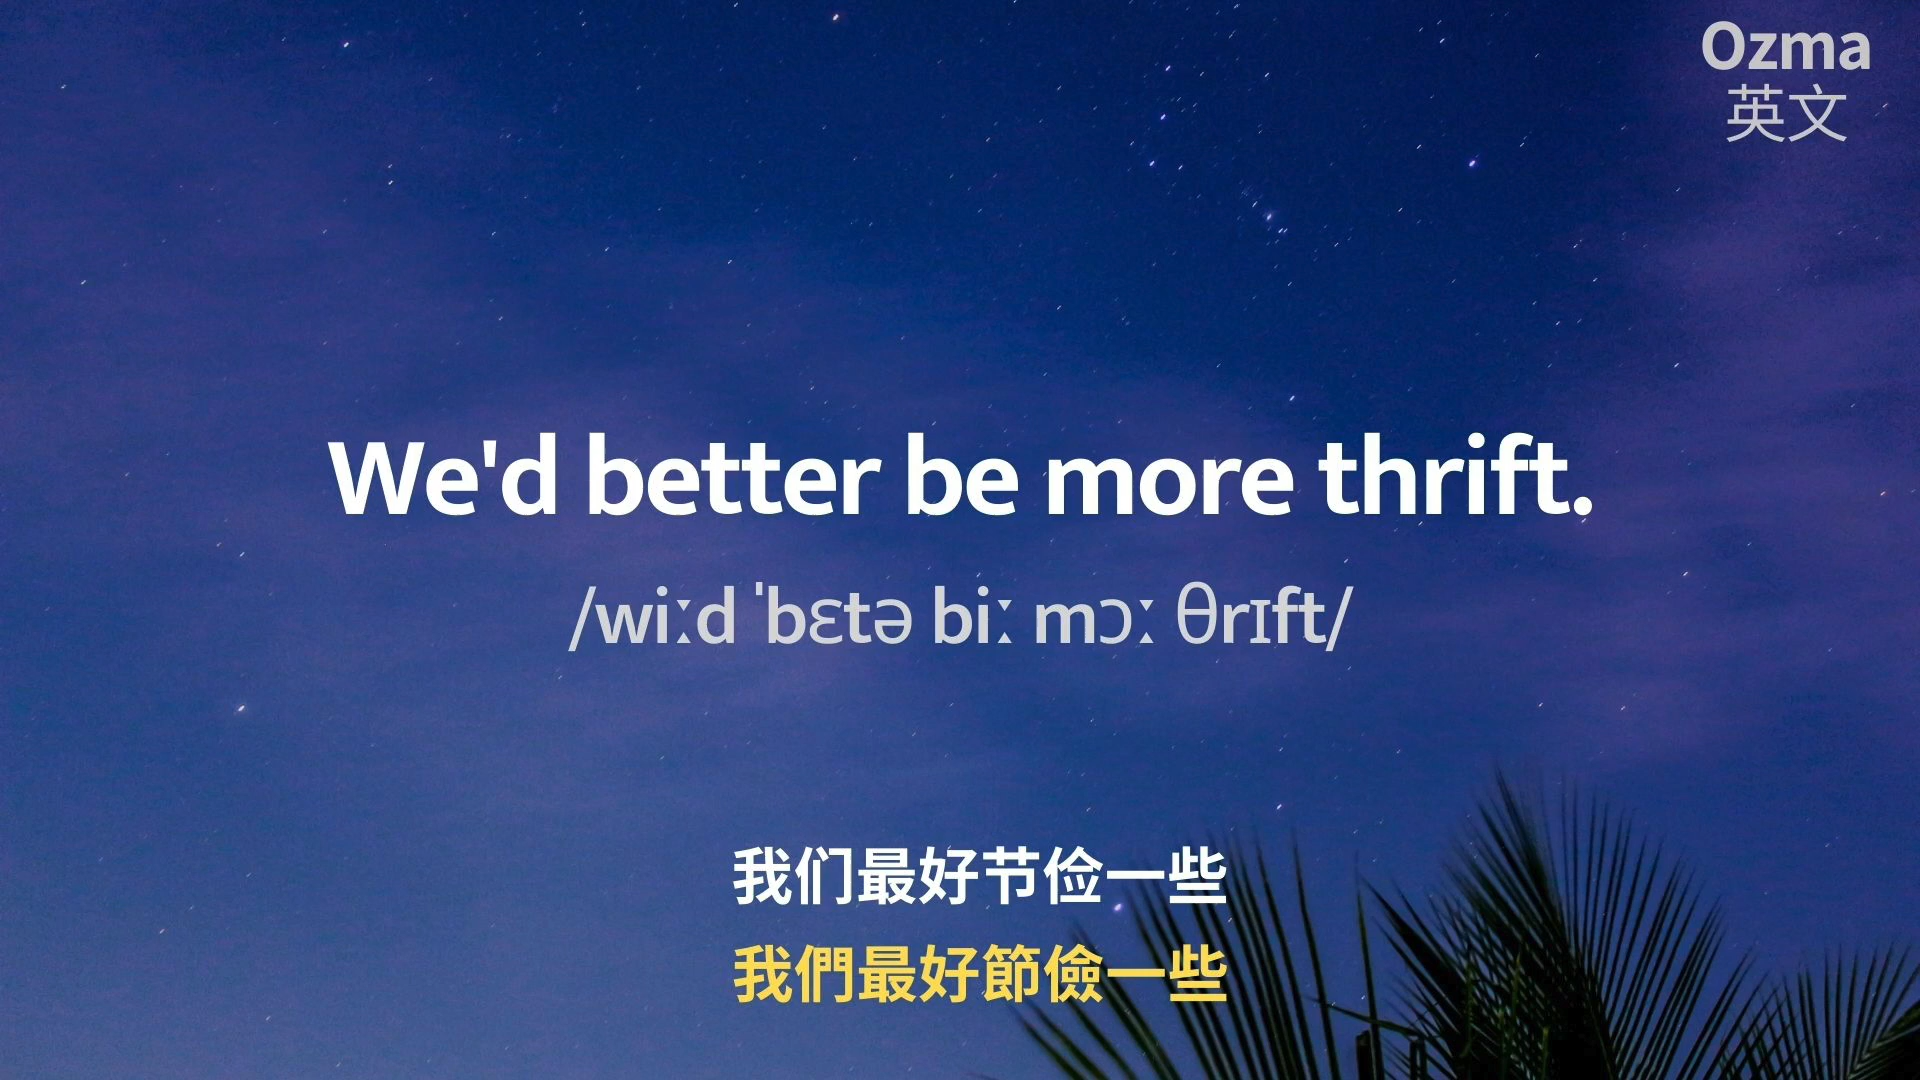 Ozma
英文
We'd better be more thrift.
/wiːd ˈbɛtə biː mɔː θrɪft/
我们最好节俭一些
我們最好節儉一些